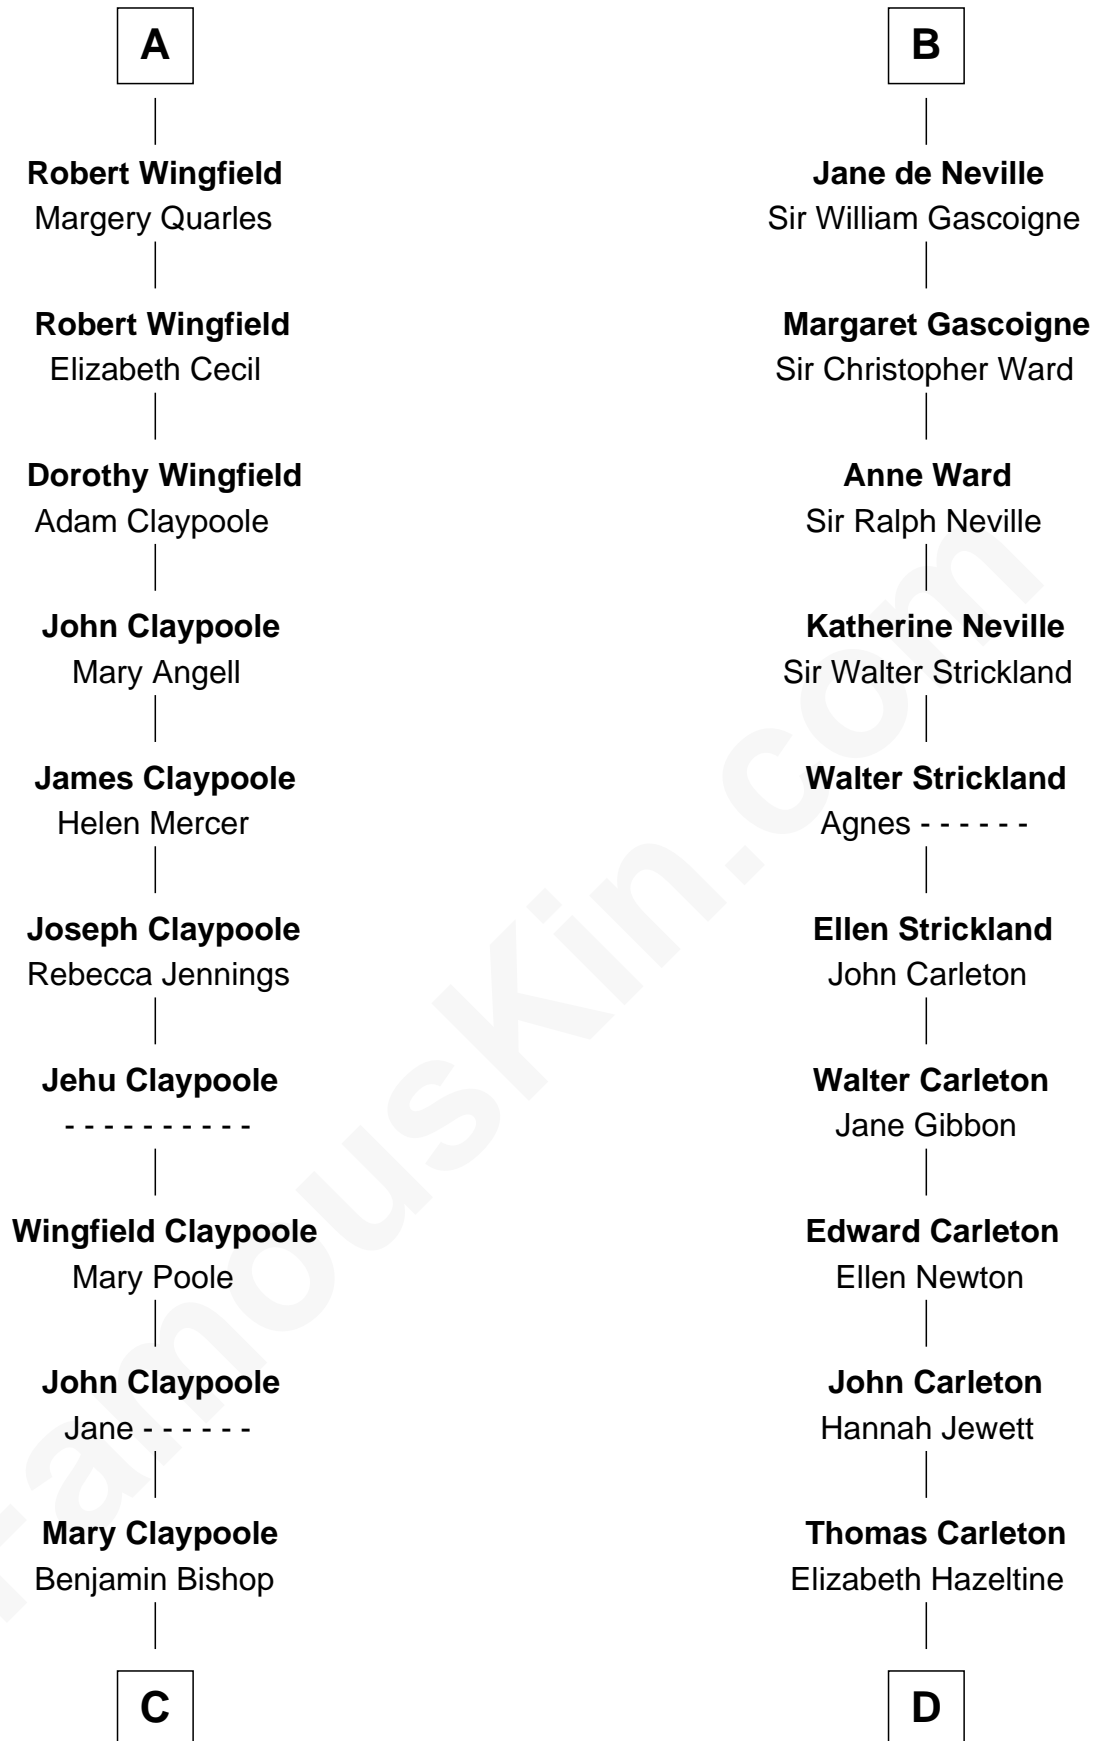 A
Robert Wingfield
Margery Quarles
Robert Wingfield
Elizabeth Cecil
Dorothy Wingfield
Adam Claypoole
John Claypoole
Mary Angell
James Claypoole
Helen Mercer
Joseph Claypoole
Rebecca Jennings
Jehu Claypoole
- - - - - - - - - -
Wingfield Claypoole
Mary Poole
John Claypoole
Jane - - - - - -
Mary Claypoole
Benjamin Bishop
C
B
Jane de Neville
Sir William Gascoigne
Margaret Gascoigne
Sir Christopher Ward
Anne Ward
Sir Ralph Neville
Katherine Neville
Sir Walter Strickland
Walter Strickland
Agnes - - - - - -
Ellen Strickland
John Carleton
Walter Carleton
Jane Gibbon
Edward Carleton
Ellen Newton
John Carleton
Hannah Jewett
Thomas Carleton
Elizabeth Hazeltine
D
FamousKin.com